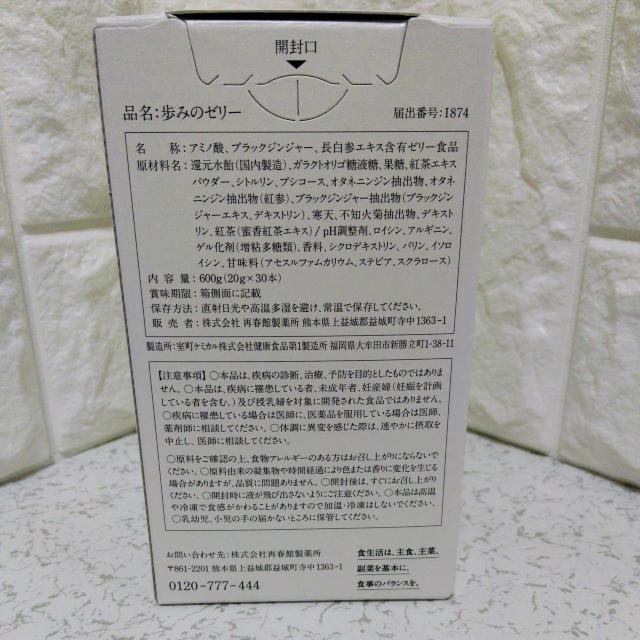 開封口
品名:歩みのゼリー
届出番号:I874
名 称:アミノ酸、ブラックジンジャー、長白参エキス含有ゼリー食品
原材料名:還元水飴(国内製造)、ガラクトオリゴ糖液糖、果糖、紅茶エキス
パウダー、シトルリン、プシコース、オタネニンジン抽出物、オタネ
ニンジン抽出物(紅参)、ブラックジンジャー抽出物(ブラックジン
ジャーエキス、デキストリン)、寒天、不知火菊抽出物、デキスト
リン、紅茶(蜜香紅茶エキス)/pH調整剤、ロイシン、アルギニン、
ゲル化剤(増粘多糖類)、香料、シクロデキストリン、バリン、イソロ
イシン、甘味料(アセスルファムカリウム、ステビア、スクラロース)
内 容 量:600g(20g×30本)
賞味期限:箱側面に記載
保存方法:直射日光や高温多湿を避け、常温で保存してください。
販 売 者:株式会社 再春館製薬所 熊本県上益城郡益城町寺中1363-1
製造所:室町ケミカル株式会社健康食品第1製造所 福岡県大牟田市新勝立町1-38-11
【注意事項】○本品は、疾病の診断、治療、予防を目的としたものではありま
せん。○本品は、疾病に罹患している者、未成年者、妊産婦(妊娠を計画
している者を含む。)及び授乳婦を対象に開発された食品ではありません。
○疾病に罹患している場合は医師に、医薬品を服用している場合は医師、
薬剤師に相談してください。○体調に異変を感じた際は、速やかに摂取を
中止し、医師に相談してください。
○原料をご確認の上、食物アレルギーのある方はお召し上がりにならないで
ください。○原料由来の凝集物や時間経過により色または香りに変化を生じる
場合がありますが、品質に問題ありません。○開封後は、すぐにお召し上がり
ください。○開封時に液が飛び出さないようにご注意ください。○本品は高温
や冷凍で食感がかわることがありますので加温・冷凍はしないでください。
○乳幼児、小児の手の届かないところに保管してください。
お問い合わせ先:株式会社再春館製薬所
〒861-2201 熊本県上益城郡益城町寺中1363-1
0120-777-444
食生活は、主食、主菜、
副菜を基本に、
食事のバランスを。